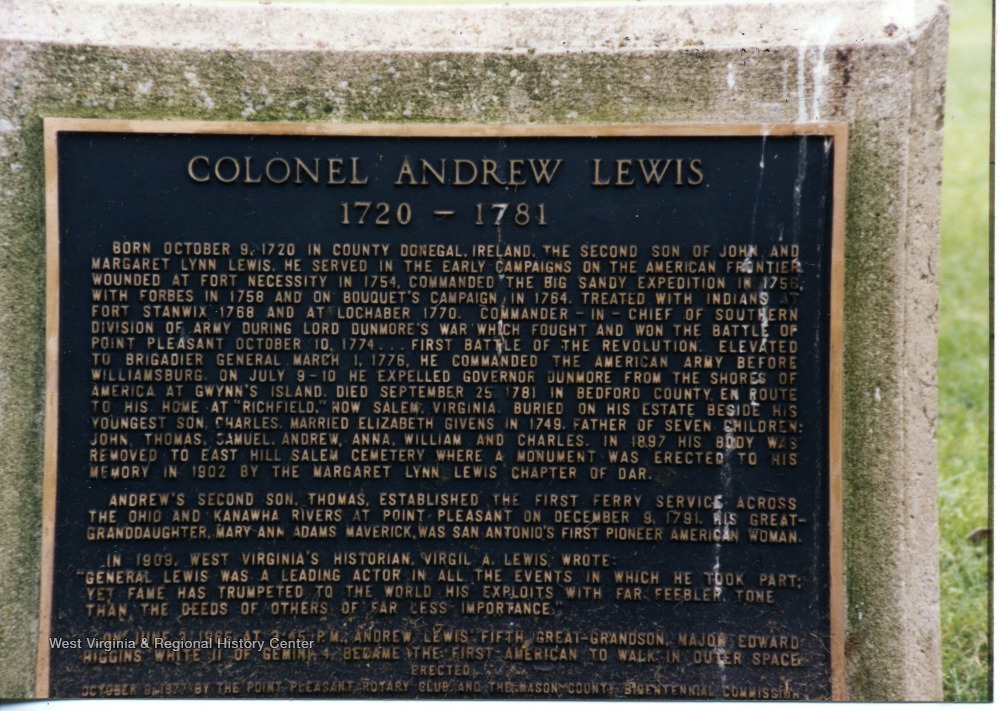 COLONEL ANDREW LEWIS
1720 – 1781
BORN OCTOBER 9, 1720 IN COUNTY DONEGAL, IRELAND, THE SECOND SON OF JOHN AND
MARGARET LYNN LEWIS. HE SERVED IN THE EARLY CAMPAIGNS ON THE AMERICAN FRONTIER
WOUNDED AT FORT NECESSITY IN 1754, COMMANDED THE BIG SANDY EXPEDITION IN 1756,
WITH FORBES IN 1758 AND ON BOUQUET'S CAMPAIGN IN 1764. TREATED WITH INDIANS AT
FORT STANWIX 1768 AND AT LOCHABER 1770. COMMANDER - IN - CHIEF OF SOUTHERN
DIVISION OF ARMY DURING LORD DUNMORE'S WAR WHICH FOUGHT AND WON THE BATTLE OF
POINT PLEASANT OCTOBER 10, 1774... FIRST BATTLE OF THE REVOLUTION. ELEVATED
TO BRIGADIER GENERAL MARCH 1, 1776, HE COMMANDED THE AMERICAN ARMY BEFORE
WILLIAMSBURG. ON JULY 9-10 HE EXPELLED GOVERNOR DUNMORE FROM THE SHORES OF
AMERICA AT GWYNN'S ISLAND. DIED SEPTEMBER 25 1781 IN BEDFORD COUNTY EN ROUTE
TO HIS HOME AT "RICHFIELD," NOW SALEM, VIRGINIA. BURIED ON HIS ESTATE BESIDE HIS
YOUNGEST SON, CHARLES. MARRIED ELIZABETH GIVENS IN 1749. FATHER OF SEVEN CHILDREN:
JOHN, THOMAS, SAMUEL, ANDREW, ANNA, WILLIAM AND CHARLES. IN 1897 HIS BODY WAS
REMOVED TO EAST HILL SALEM CEMETERY WHERE A MONUMENT WAS ERECTED TO HIS
MEMORY IN 1902 BY THE MARGARET LYNN LEWIS CHAPTER OF DAR.
ANDREW'S SECOND SON, THOMAS, ESTABLISHED THE FIRST FERRY SERVICE ACROSS
THE OHIO AND KANAWHA RIVERS AT POINT PLEASANT ON DECEMBER 9, 1791. HIS GREAT-
GRANDDAUGHTER, MARY ANN ADAMS MAVERICK, WAS SAN ANTONIO'S FIRST PIONEER AMERICAN WOMAN.
IN 1909, WEST VIRGINIA'S HISTORIAN, VIRGIL A. LEWIS, WROTE:
"GENERAL LEWIS WAS A LEADING ACTOR IN ALL THE EVENTS IN WHICH HE TOOK PART;
YET FAME HAS TRUMPETED TO THE WORLD HIS EXPLOITS WITH FAR FEEBLER TONE
THAN THE DEEDS OF OTHERS OF FAR LESS IMPORTANCE."
P.M., ANDREW LEWIS FIFTH GREAT-GRANDSON, MAJOR EDWARD
HIGGINS WHITE II OF GEMINI 4, BECAME THE FIRST AMERICAN TO WALK IN OUTER SPACE.
ERECTED
OCTOBER 9, 1977 BY THE POINT PLEASANT ROTARY CLUB AND THE MASON COUNTY BICENTENNIAL COMMISSION
West Virginia & Regional History Center